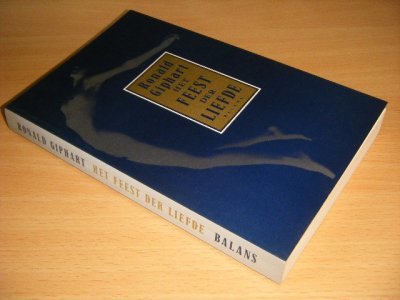 Ronald
Giphart
HET
FEEST
DER
LIEFDE
RONALD GIPHART HET FEEST DER LIEFDE BALANS